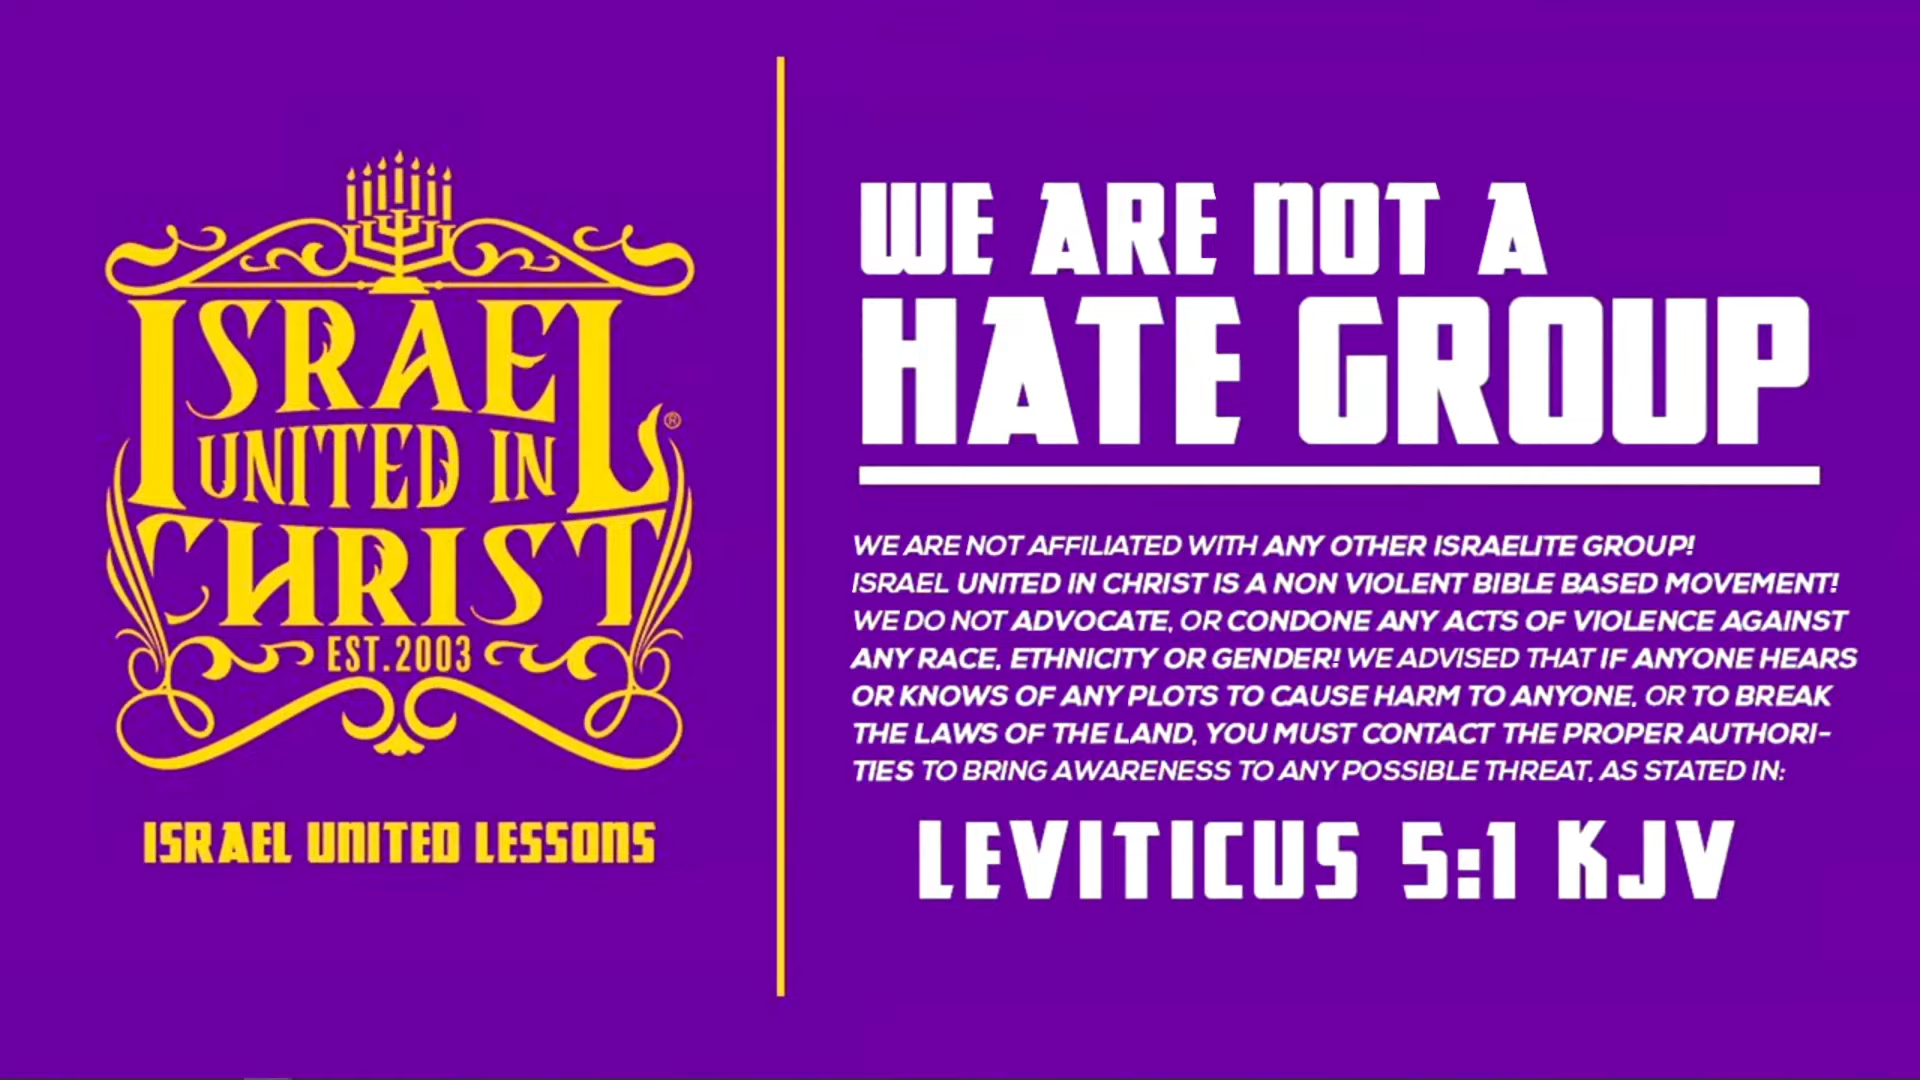 ISRAEL
UNITED IN
CHRIST
®
EST.2003
ISRAEL UNITED LESSONS
WE ARE NOT A
HATE GROUP
WE ARE NOT AFFILIATED WITH ANY OTHER ISRAELITE GROUP!
ISRAEL UNITED IN CHRIST IS A NON VIOLENT BIBLE BASED MOVEMENT!
WE DO NOT ADVOCATE, OR CONDONE ANY ACTS OF VIOLENCE AGAINST
ANY RACE, ETHNICITY OR GENDER! WE ADVISED THAT IF ANYONE HEARS
OR KNOWS OF ANY PLOTS TO CAUSE HARM TO ANYONE, OR TO BREAK
THE LAWS OF THE LAND, YOU MUST CONTACT THE PROPER AUTHORI-
TIES TO BRING AWARENESS TO ANY POSSIBLE THREAT, AS STATED IN:
LEVITICUS 5:1 KJV